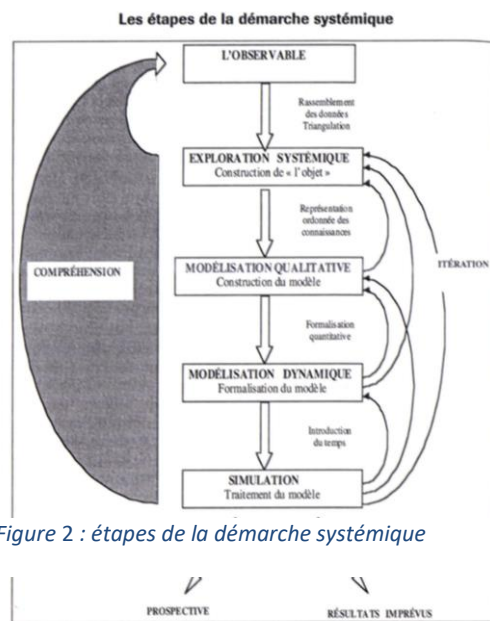 Les étapes de la démarche systémique
L'OBSERVABLE
Rassemblement
des données
Triangulation
EXPLORATION SYSTÉMIQUE
Construction de « l'objet »
Représentation
ordonnée des
connaissances
COMPRÉHENSION
ITÉRATION
MODÉLISATION QUALITATIVE
Construction du modèle
Formalisation
quantitative
MODÉLISATION DYNAMIQUE
Formalisation du modèle
Introduction
du temps
SIMULATION
Traitement du modèle
Figure 2 : étapes de la démarche systémique
PROSPECTIVE
RÉSULTATS IMPRÉVUS